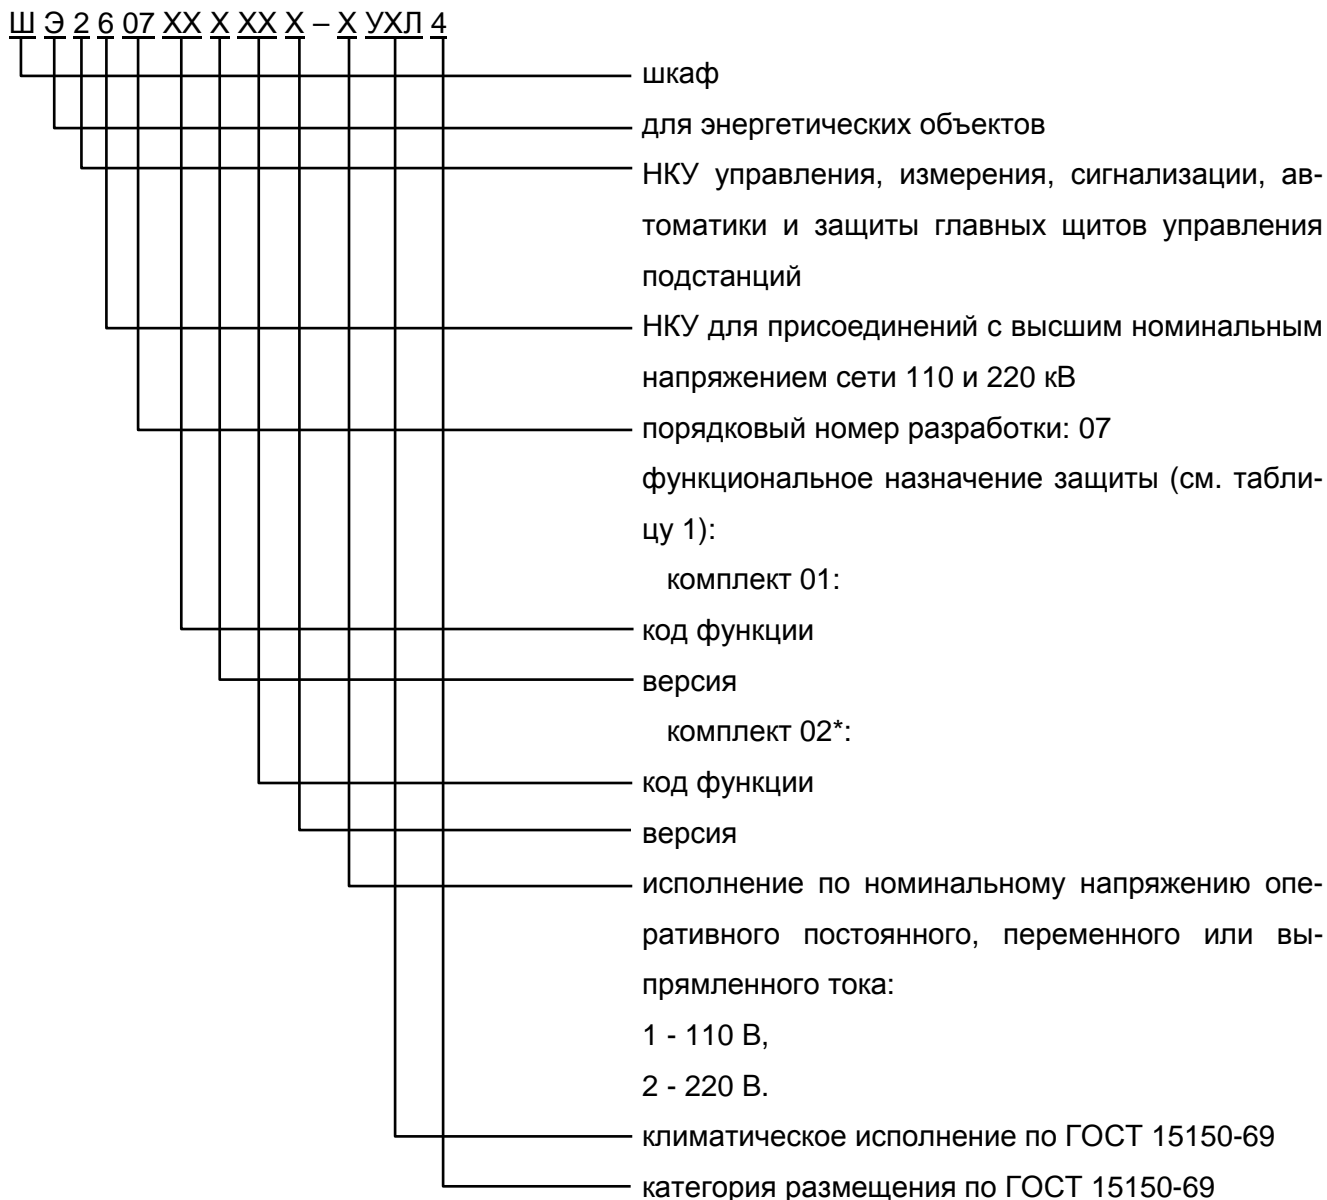 Ш Э 2 6 07 ХХ Х ХХ Х – Х УХЛ 4
шкаф
для энергетических объектов
НКУ управления, измерения, сигнализации, ав-
томатики и защиты главных щитов управления
подстанций
НКУ для присоединений с высшим номинальным
напряжением сети 110 и 220 кВ
порядковый номер разработки: 07
функциональное назначение защиты (см. табли-
цу 1):
комплект 01:
код функции
версия
комплект 02*:
код функции
версия
исполнение по номинальному напряжению опе-
ративного постоянного, переменного или вы-
прямленного тока:
1 - 110 В,
2 - 220 В.
климатическое исполнение по ГОСТ 15150-69
категория размещения по ГОСТ 15150-69